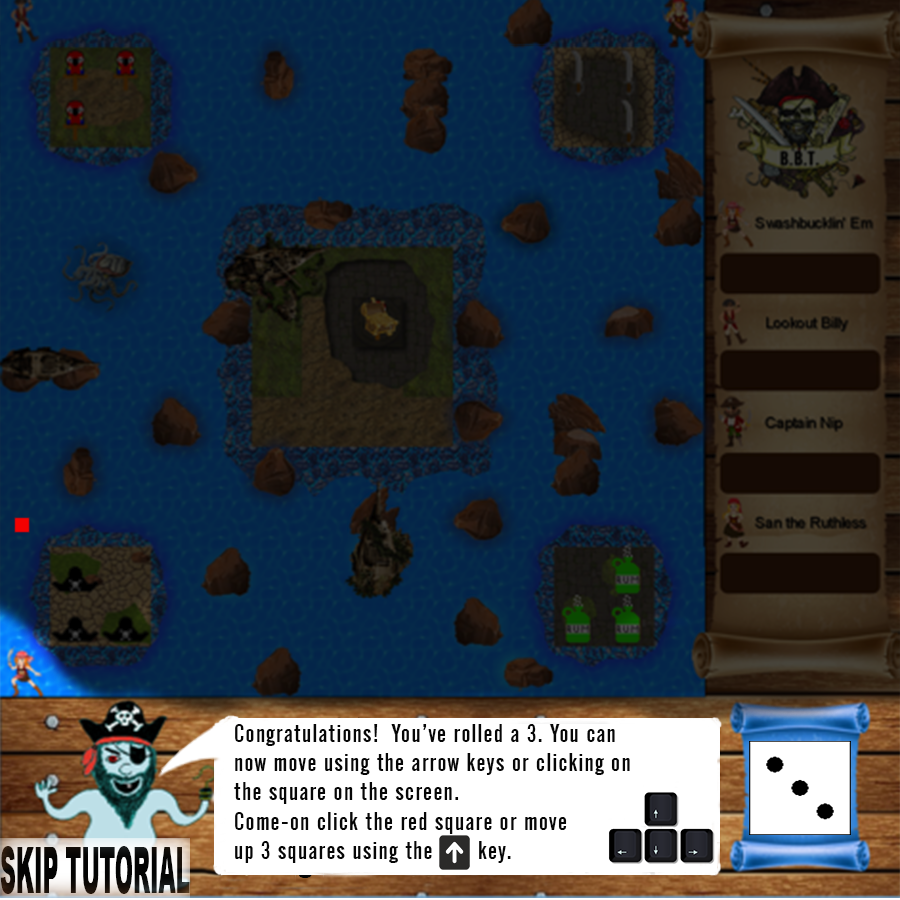 B.B.T.
Swashbucklin' Em
Lookout Billy
Captain Nip
San the Ruthless
RUM
RUM
RUM
Congratulations! You've rolled a 3. You can
now move using the arrow keys or clicking on
the square on the screen.
Come-on click the red square or move
up 3 squares using the ↑ key.
↑
← ↓ →
SKIP TUTORIAL